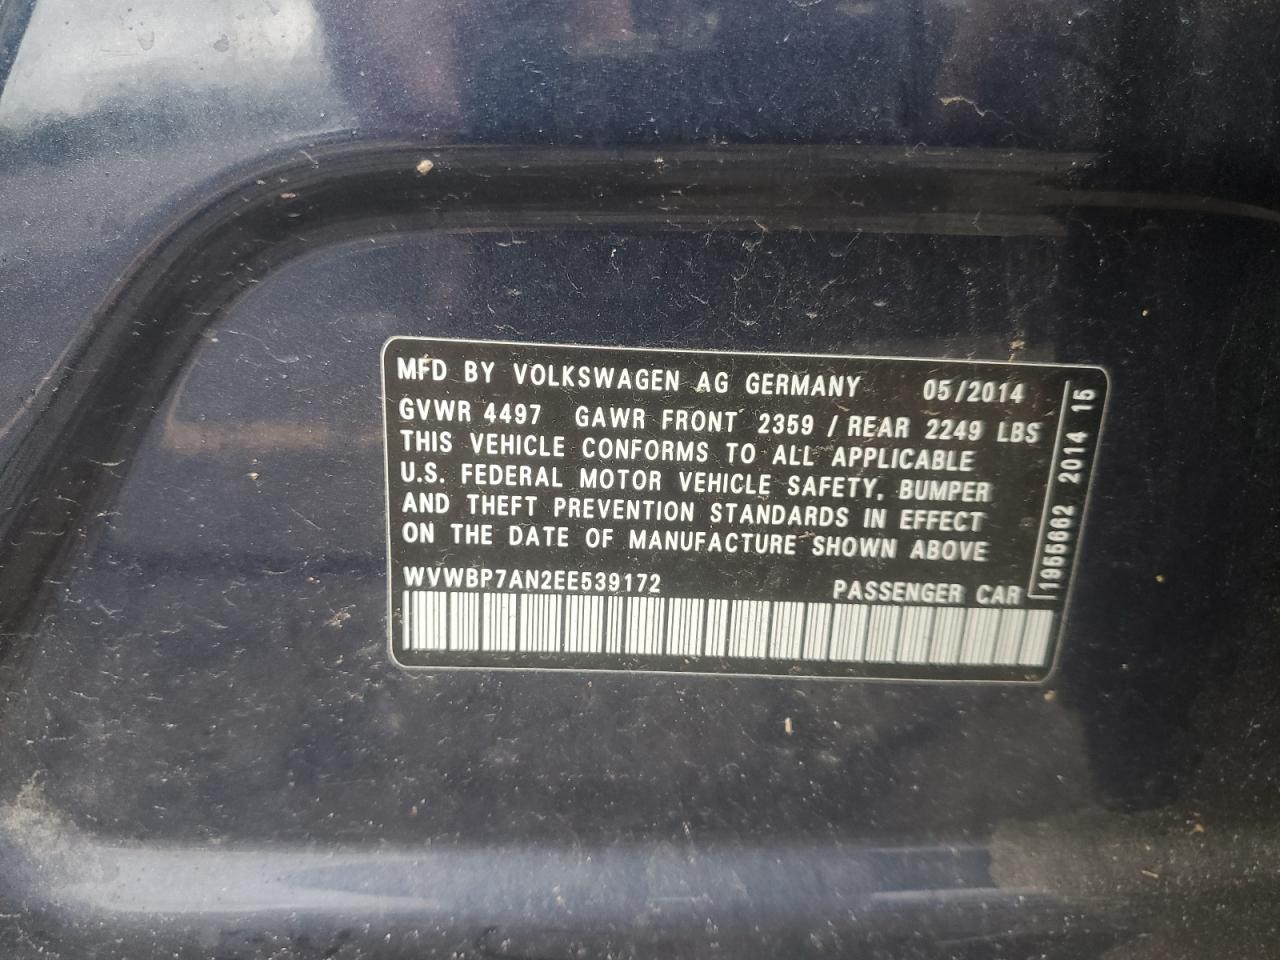 MFD BY VOLKSWAGEN AG GERMANY 05/2014
GVWR 4497 GAWR FRONT 2359 / REAR 2249 LBS
THIS VEHICLE CONFORMS TO ALL APPLICABLE
U.S. FEDERAL MOTOR VEHICLE SAFETY, BUMPER
AND THEFT PREVENTION STANDARDS IN EFFECT
ON THE DATE OF MANUFACTURE SHOWN ABOVE
WVWBP7AN2EE539172 PASSENGER CAR
1955662 2014 15